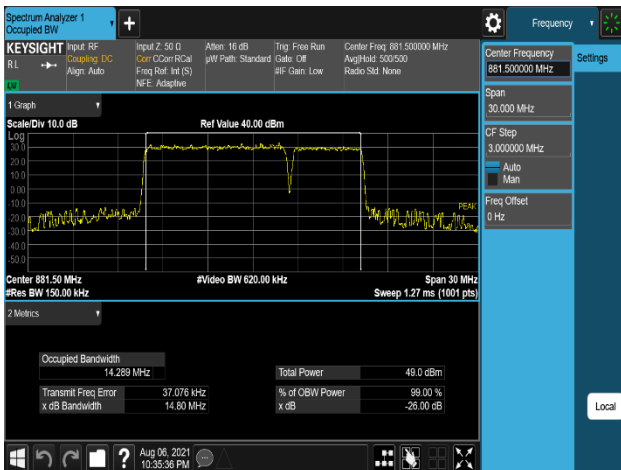 Spectrum Analyzer 1
Occupied BW
+
Frequency
KEYSIGHT
RL
LXI
Input: RF
Coupling: DC
Align: Auto
Input Z: 50 Ω
Corr CCorr RCal
Freq Ref: Int (S)
NFE: Adaptive
Atten: 16 dB
µW Path: Standard
Trig: Free Run
Gate: Off
#IF Gain: Low
Center Freq: 881.500000 MHz
Avg|Hold: 500/500
Radio Std: None
Center Frequency
881.500000 MHz
Settings
Span
30.000 MHz
CF Step
3.000000 MHz
Auto
Man
Freq Offset
0 Hz
Local
1 Graph
Scale/Div 10.0 dB
Ref Value 40.00 dBm
Log
30.0
20.0
10.0
0.00
-10.0
-20.0
-30.0
-40.0
-50.0
PEAK
Center 881.50 MHz
#Video BW 620.00 kHz
Span 30 MHz
#Res BW 150.00 kHz
Sweep 1.27 ms (1001 pts)
2 Metrics
Occupied Bandwidth
14.289 MHz
Total Power 49.0 dBm
Transmit Freq Error 37.076 kHz
% of OBW Power 99.00 %
x dB Bandwidth 14.80 MHz
x dB -26.00 dB
?
Aug 06, 2021
10:35:36 PM